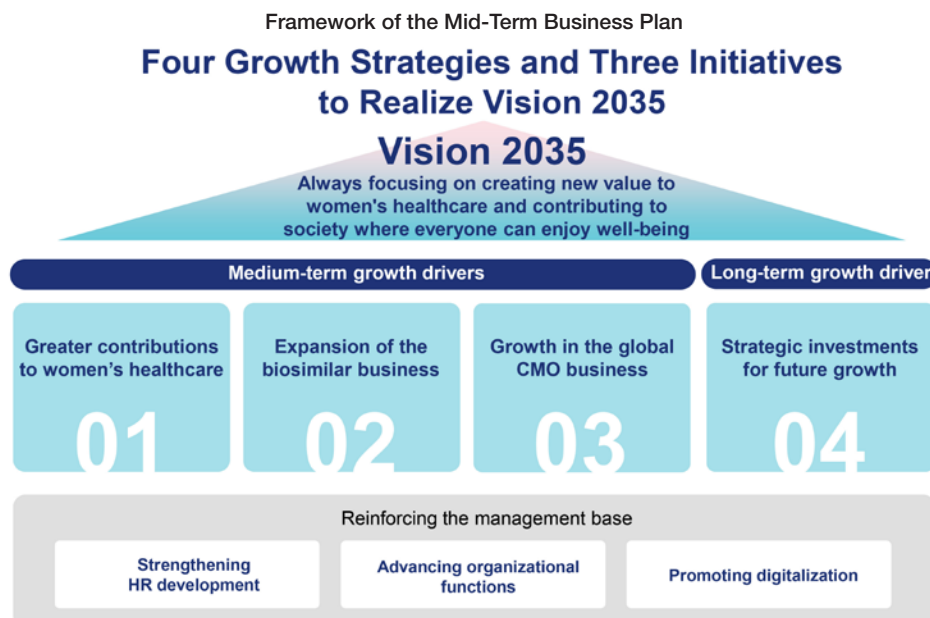 Framework of the Mid-Term Business Plan
Four Growth Strategies and Three Initiatives
to Realize Vision 2035
Vision 2035
Always focusing on creating new value to
women's healthcare and contributing to
society where everyone can enjoy well-being
Medium-term growth drivers
Long-term growth driver
Greater contributions
to women’s healthcare
01
Expansion of the
biosimilar business
02
Growth in the global
CMO business
03
Strategic investments
for future growth
04
Reinforcing the management base
Strengthening
HR development
Advancing organizational
functions
Promoting digitalization